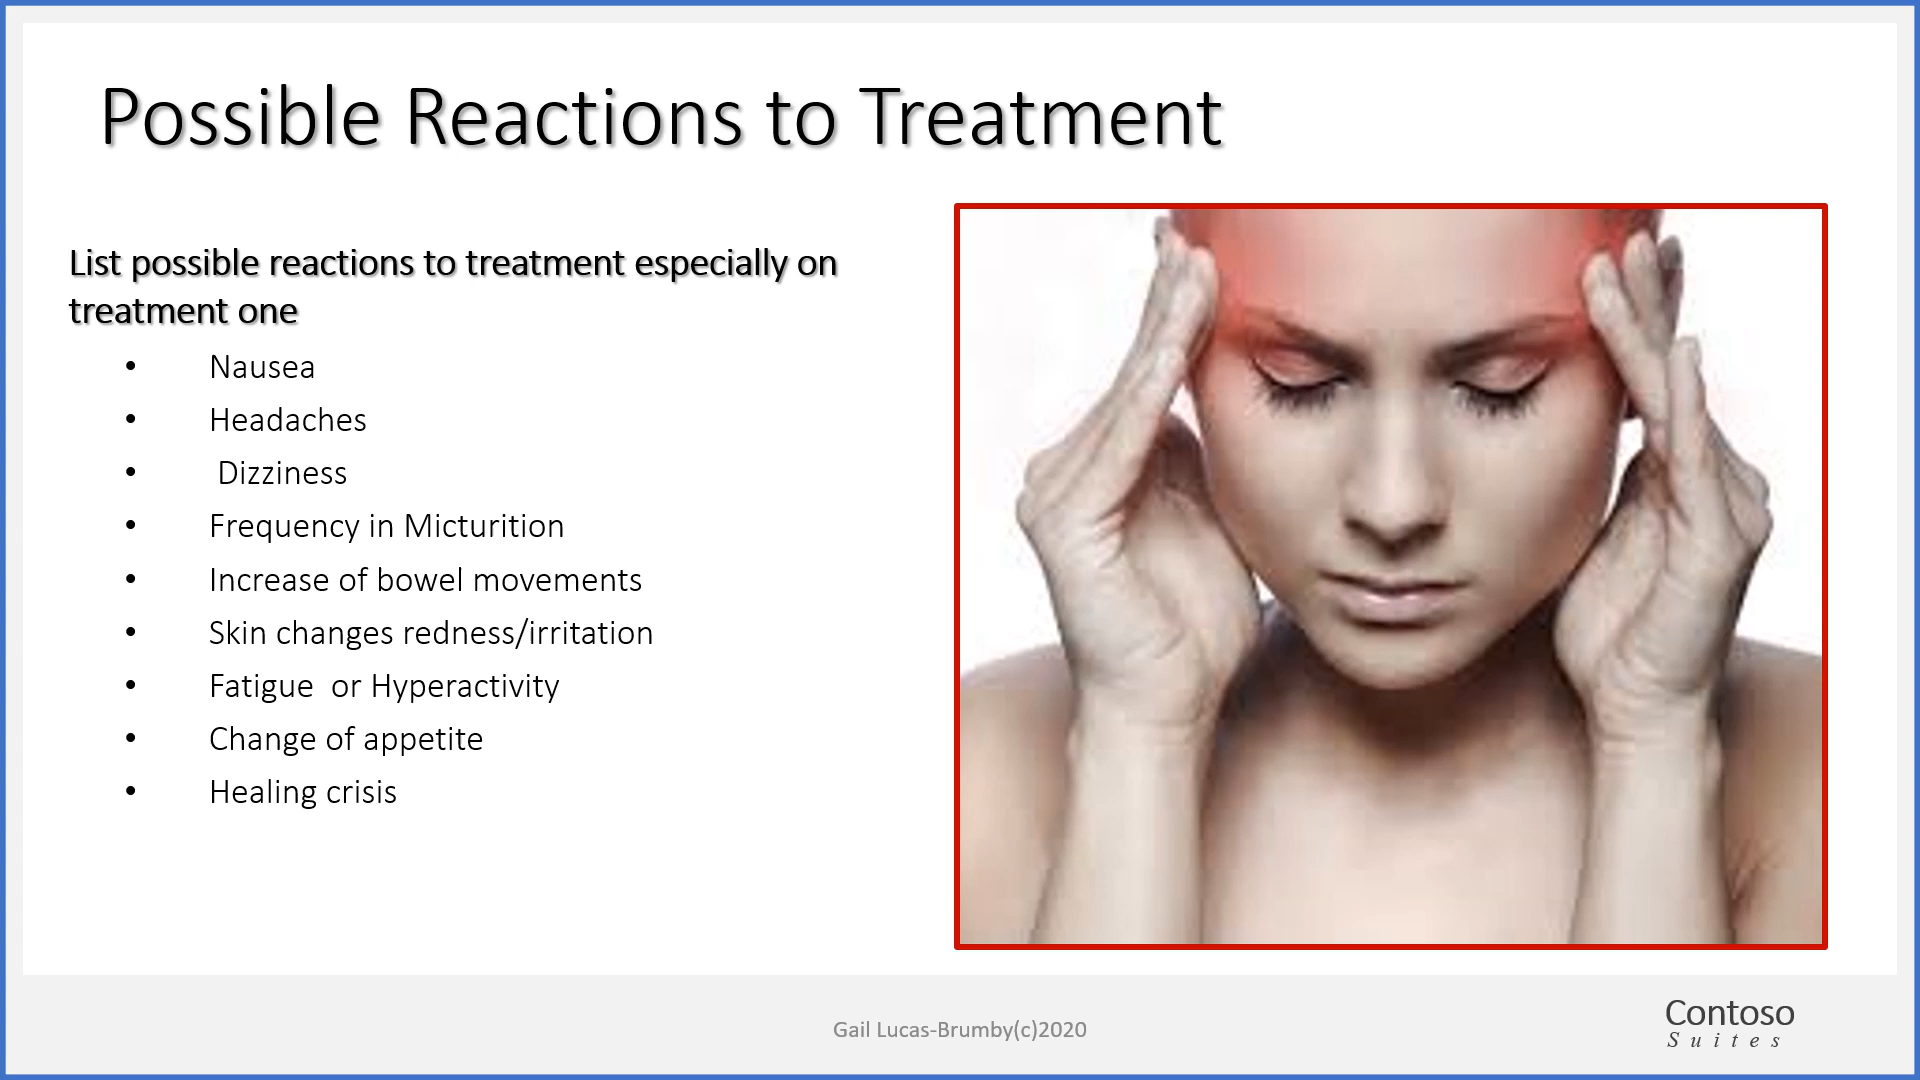 Possible Reactions to Treatment
List possible reactions to treatment especially on
treatment one
• Nausea
• Headaches
• Dizziness
• Frequency in Micturition
• Increase of bowel movements
• Skin changes redness/irritation
• Fatigue  or Hyperactivity
• Change of appetite
• Healing crisis
Gail Lucas-Brumby(c)2020
Contoso
Suites